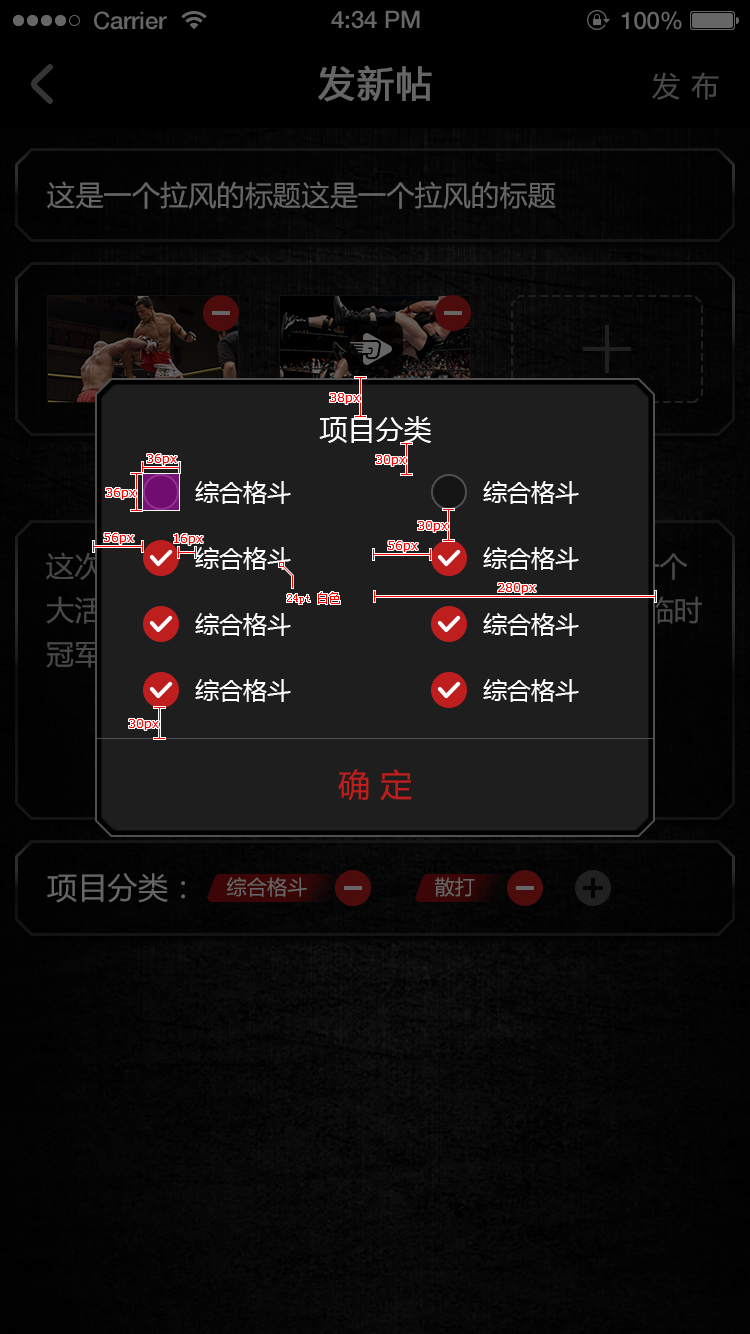 Carrier 4:34 PM 100%
发新帖 发 布
这是一个拉风的标题这是一个拉风的标题
38px
项目分类
36px 30px
36px 综合格斗 综合格斗
30px
56px 16px 56px
综合格斗 综合格斗
这次 个
280px
24pt 白色
大活 临时
综合格斗 综合格斗
冠军
综合格斗 综合格斗
30px
确 定
项目分类： 综合格斗 散打